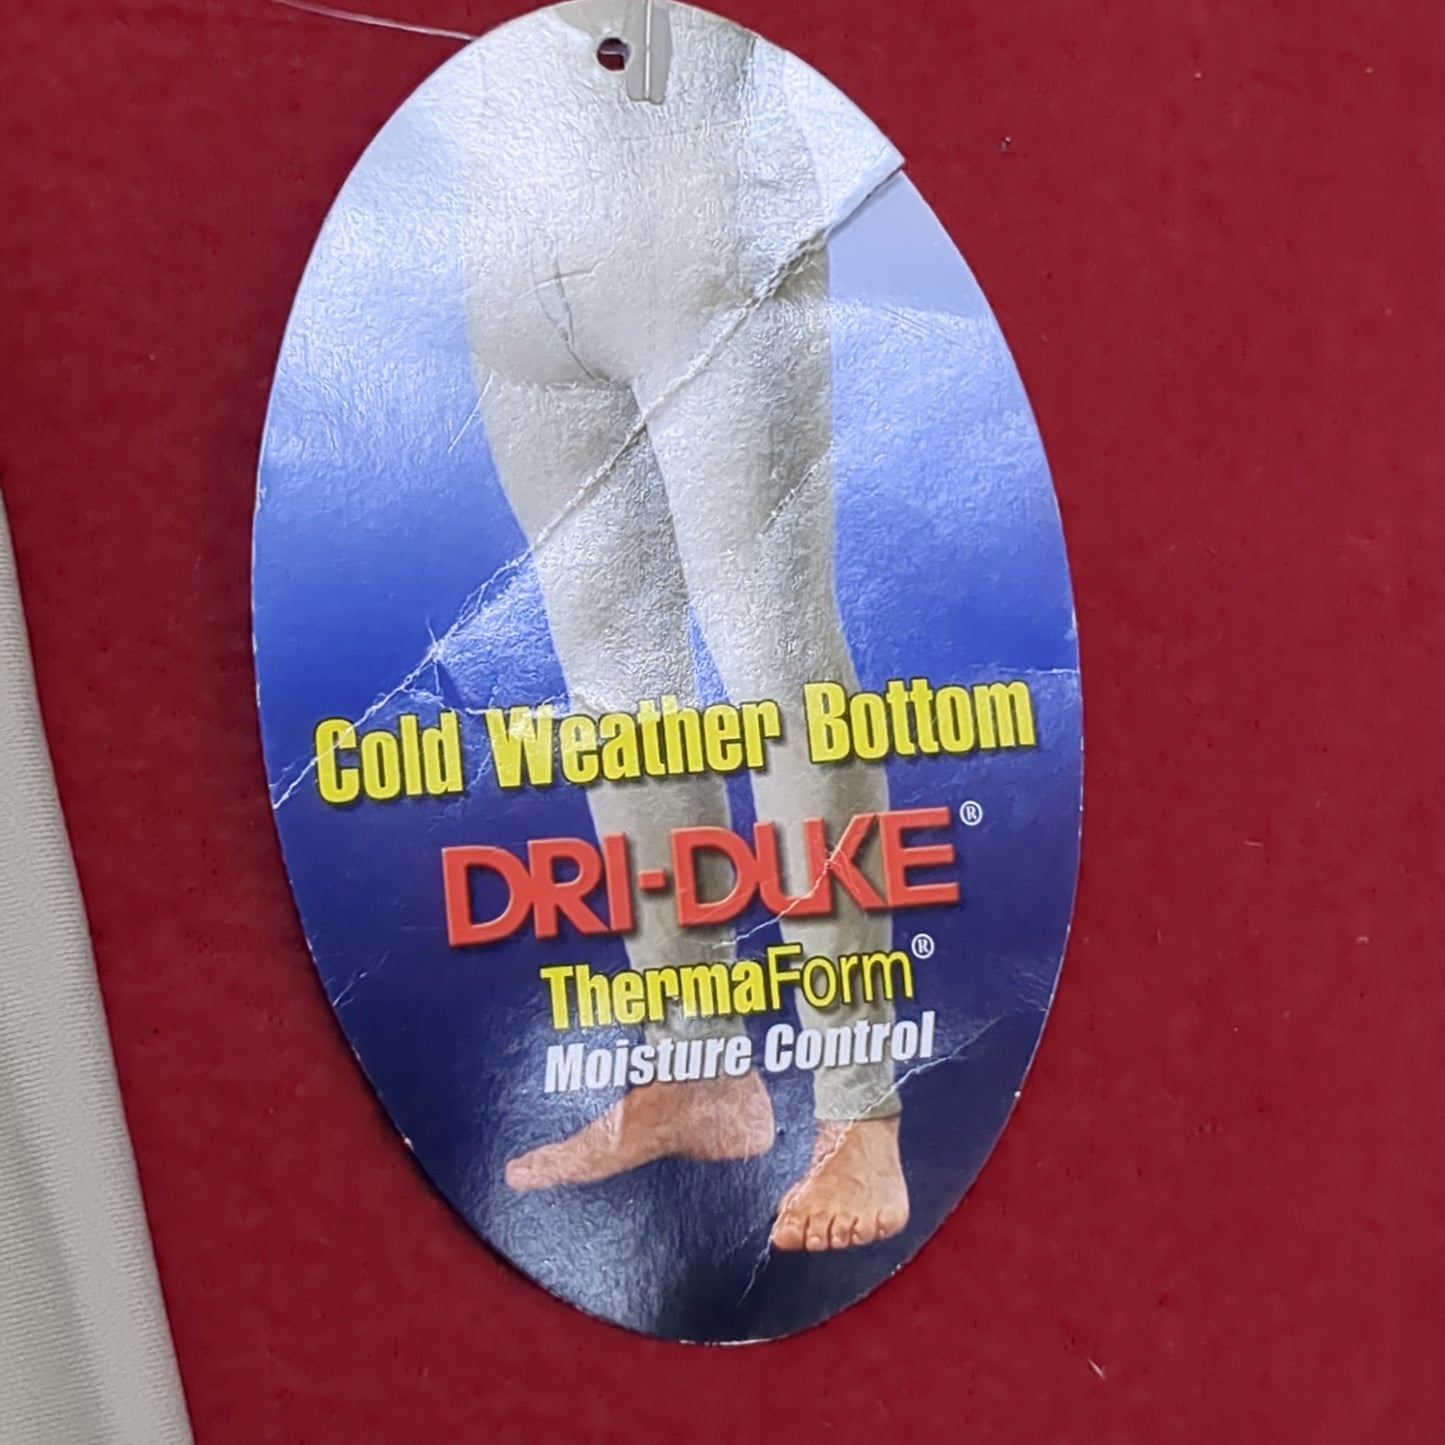 Cold Weather Bottom
DRI-DUKE®
ThermaForm®
Moisture Control